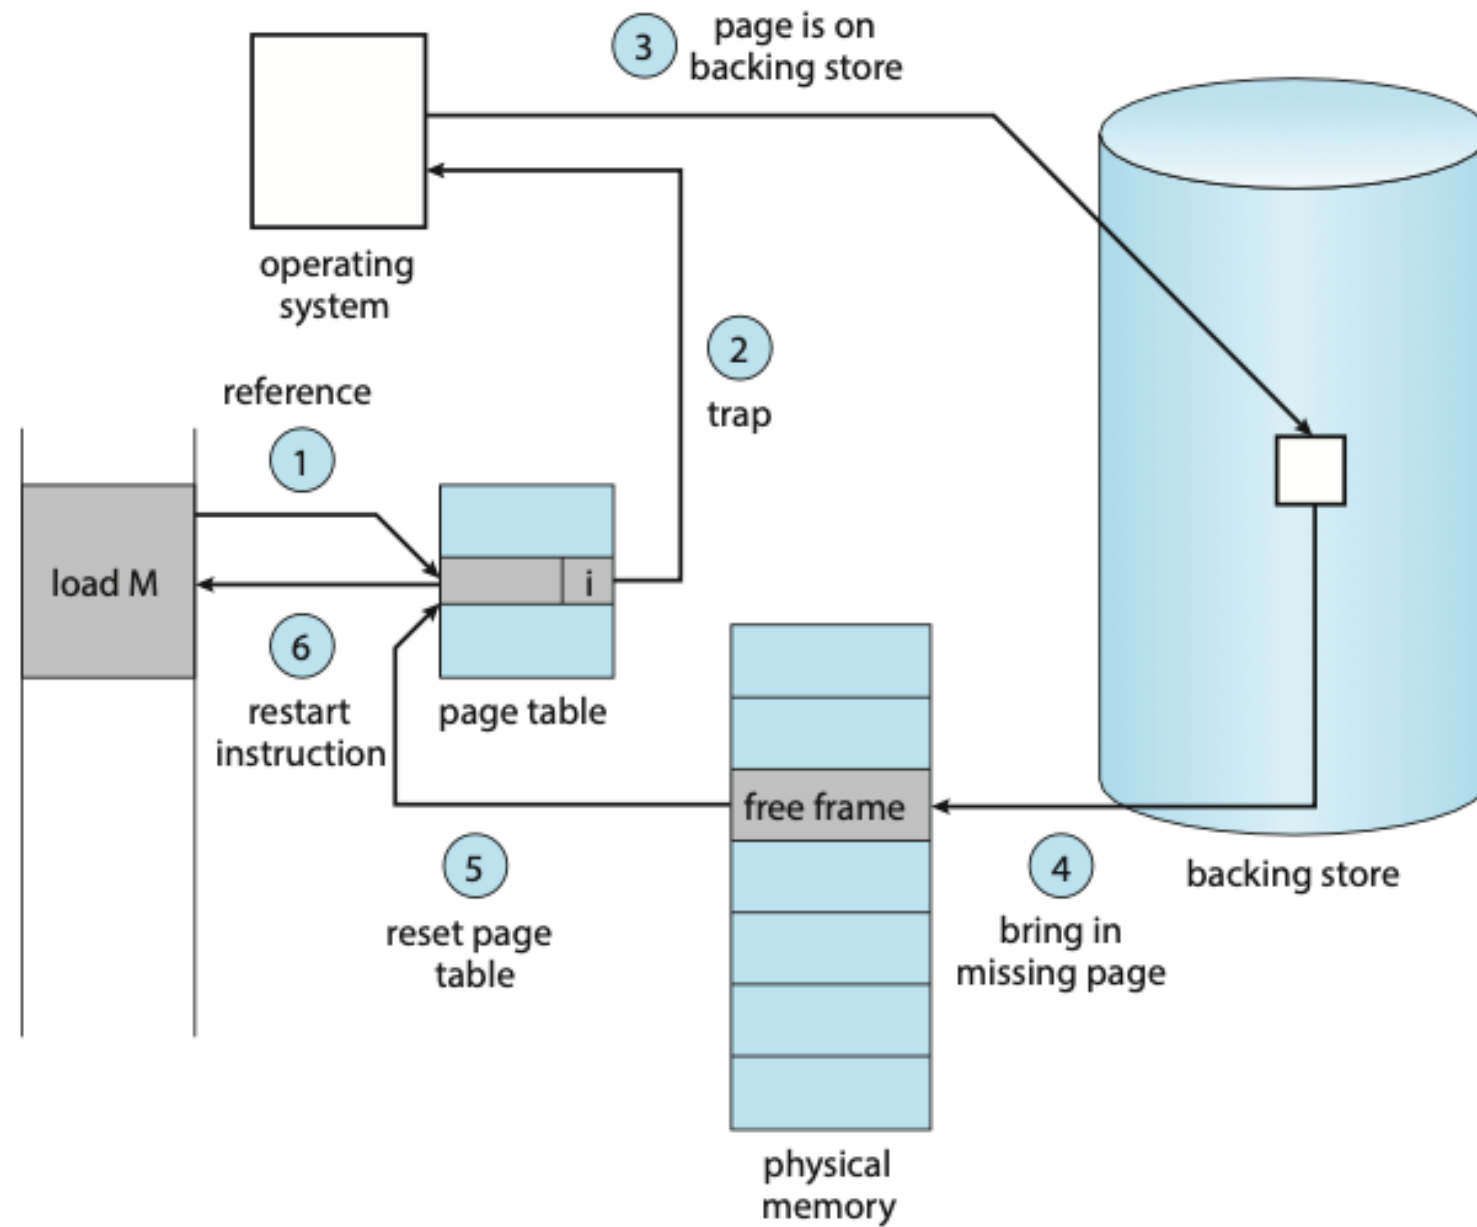 3
page is on
backing store
operating
system
2
trap
reference
1
load M
i
6
restart
instruction
page table
free frame
5
reset page
table
4
bring in
missing page
backing store
physical
memory